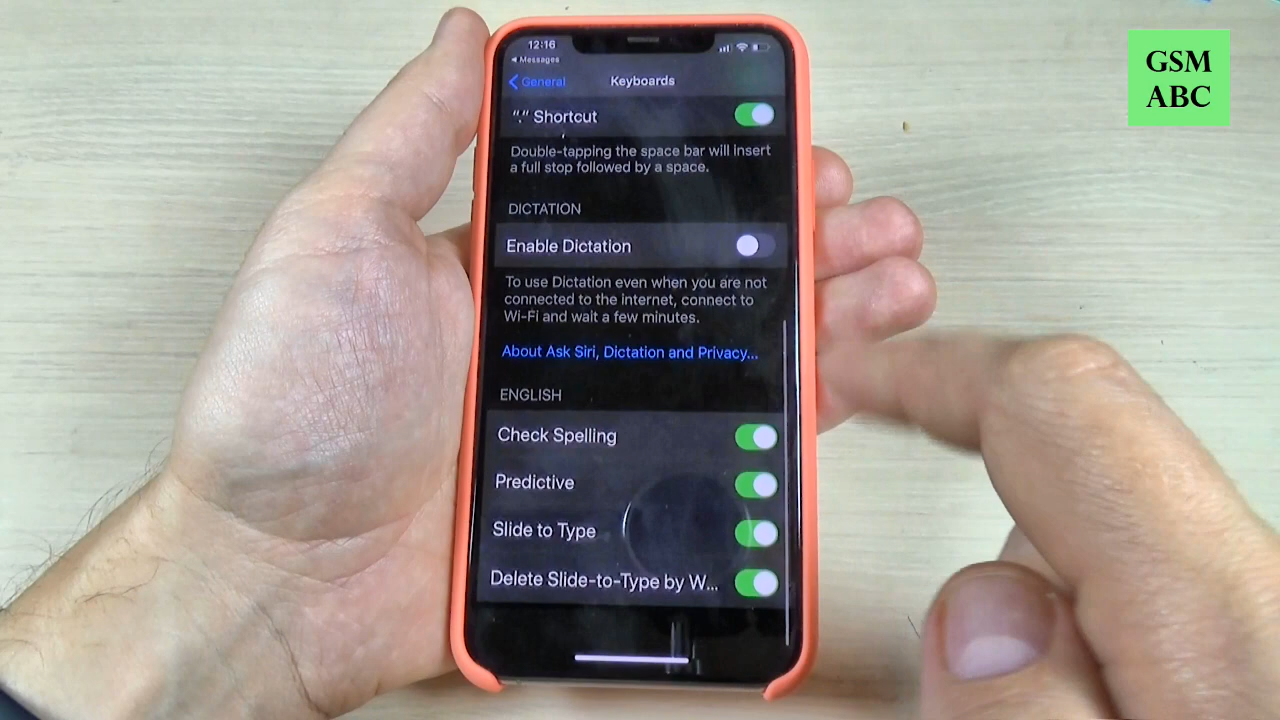 GSM
ABC
12:16
◀ Messages
General
Keyboards
"." Shortcut
Double-tapping the space bar will insert
a full stop followed by a space.
DICTATION
Enable Dictation
To use Dictation even when you are not
connected to the internet, connect to
Wi-Fi and wait a few minutes.
About Ask Siri, Dictation and Privacy...
ENGLISH
Check Spelling
Predictive
Slide to Type
Delete Slide-to-Type by W...